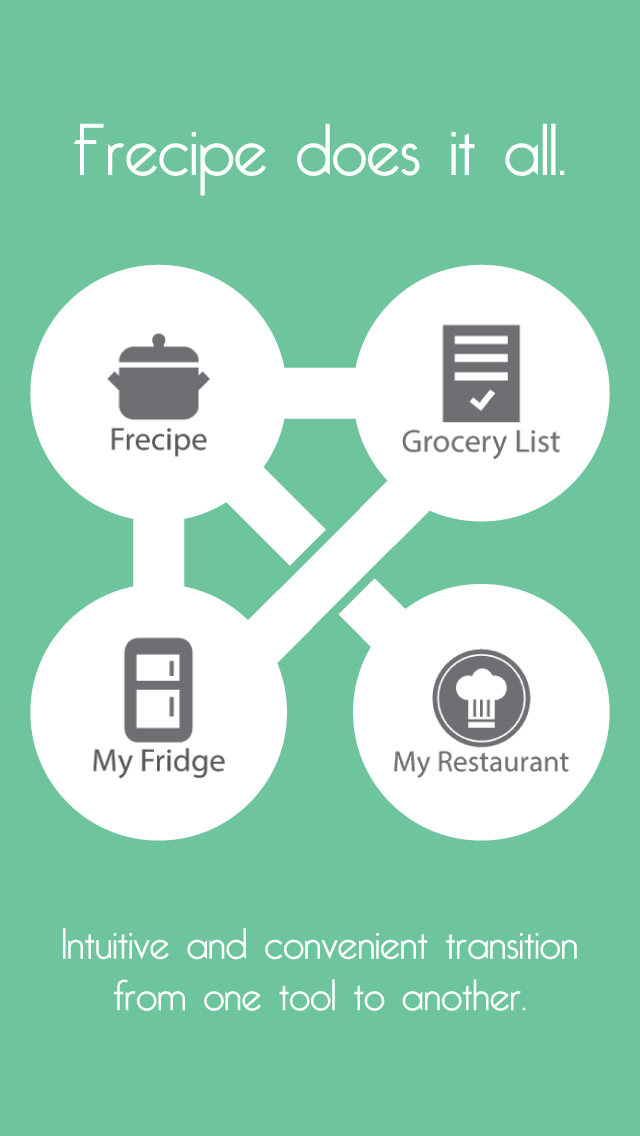 Frecipe does it all.
Frecipe
Grocery List
My Fridge
My Restaurant
Intuitive and convenient transition
from one tool to another.